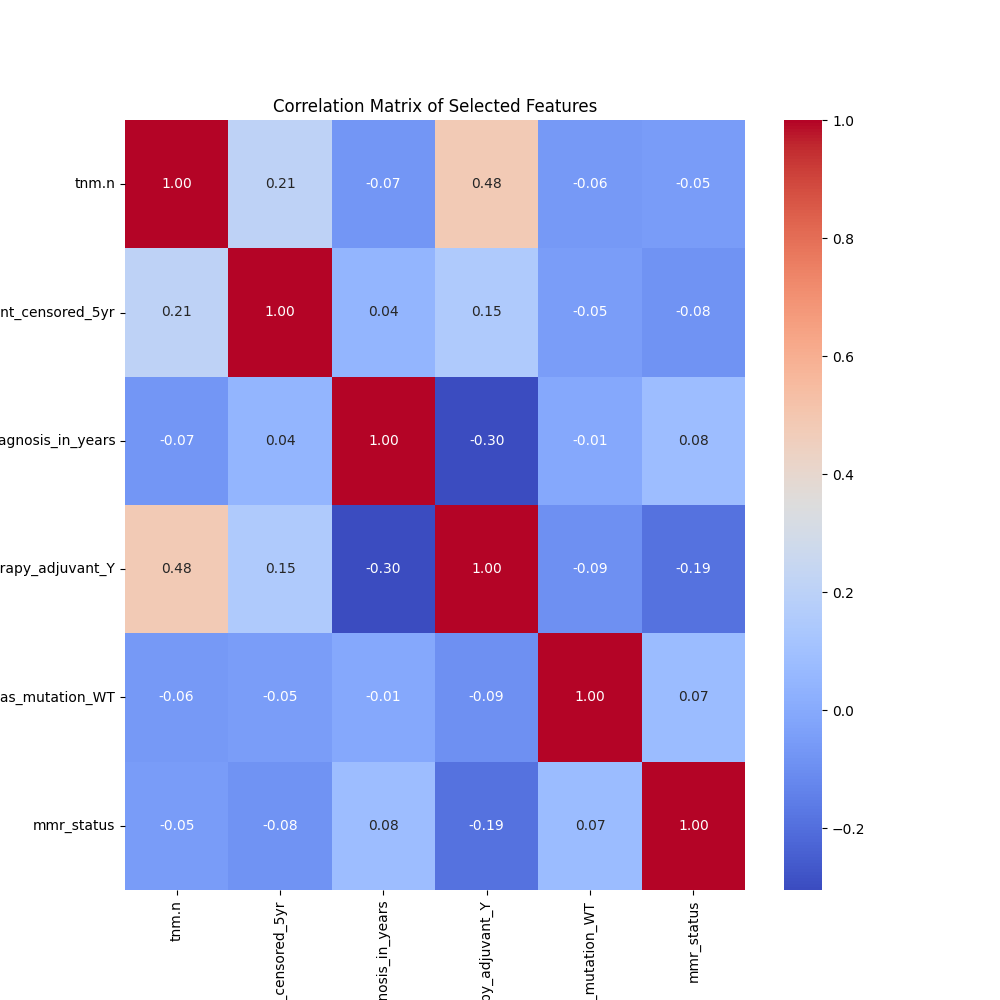 Correlation Matrix of Selected Features
1.0
tnm.n 1.00 0.21 -0.07 0.48 -0.06 -0.05
0.8
nt_censored_5yr 0.21 1.00 0.04 0.15 -0.05 -0.08
0.6
agnosis_in_years -0.07 0.04 1.00 -0.30 -0.01 0.08
0.4
rapy_adjuvant_Y 0.48 0.15 -0.30 1.00 -0.09 -0.19
0.2
as_mutation_WT -0.06 -0.05 -0.01 -0.09 1.00 0.07
0.0
mmr_status -0.05 -0.08 0.08 -0.19 0.07 1.00
−0.2
tnm.n
_censored_5yr
nosis_in_years
py_adjuvant_Y
_mutation_WT
mmr_status